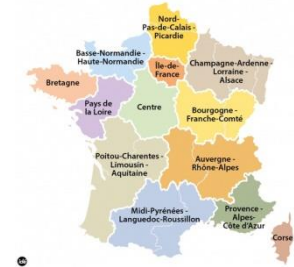 Nord-
Pas-de-Calais -
Picardie
Basse-Normandie -
Haute-Normandie
Île-de-
France
Champagne-Ardenne -
Lorraine -
Alsace
Bretagne
Pays de
la Loire
Centre
Bourgogne -
Franche-Comté
Poitou-Charentes -
Limousin -
Aquitaine
Auvergne -
Rhône-Alpes
Midi-Pyrénées -
Languedoc-Roussillon
Provence -
Alpes-
Côte d'Azur
Corse